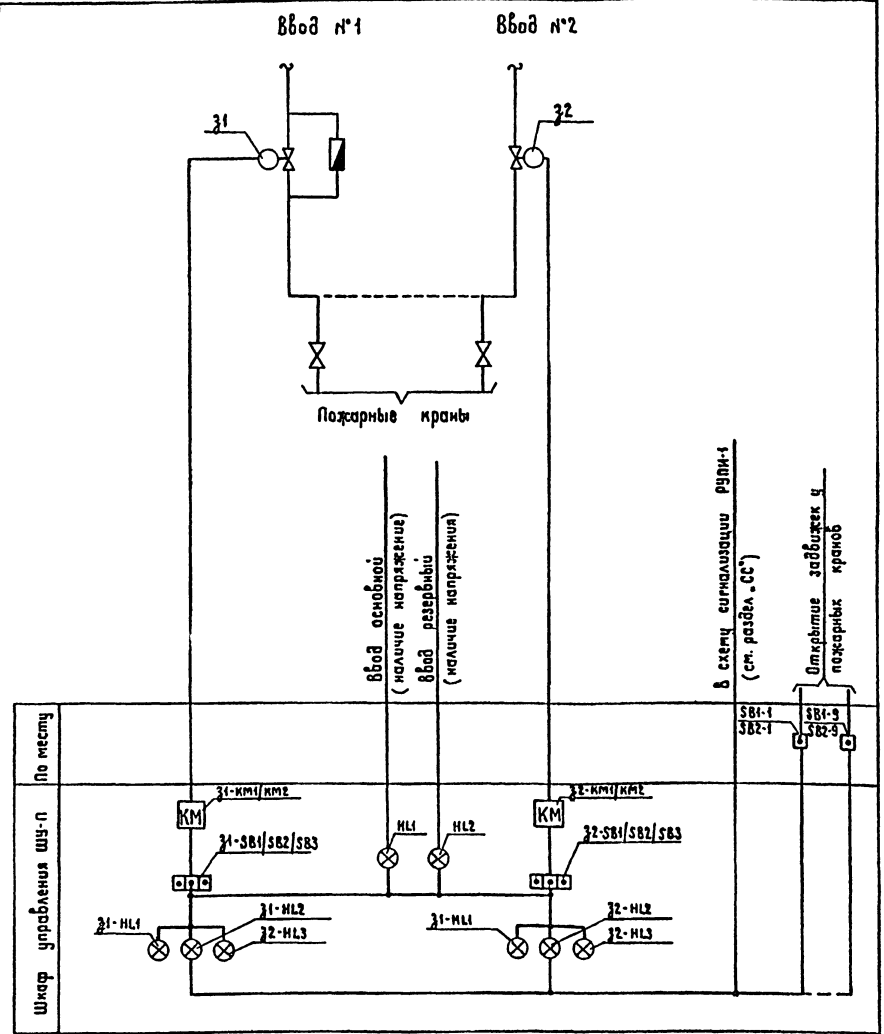 Ввод №1
Ввод №2
З1
З2
Пожарные краны
Ввод основной
(наличие напряжение)
Ввод резервный
(наличие напряжения)
В схему сигнализации РУПИ-1
(см. раздел „СС")
Открытие задвижек у
пожарных кранов
По месту
SB1-1
SB2-1
SB1-9
SB2-9
Шкаф управления ШУ-П
З1-КМ1/КМ2
КМ
З2-КМ1/КМ2
КМ
З1-SB1/SB2/SB3
HL1
HL2
З2-SB1/SB2/SB3
З1-HL1
З1-HL2
З2-HL3
З1-HL1
З2-HL2
З2-HL3